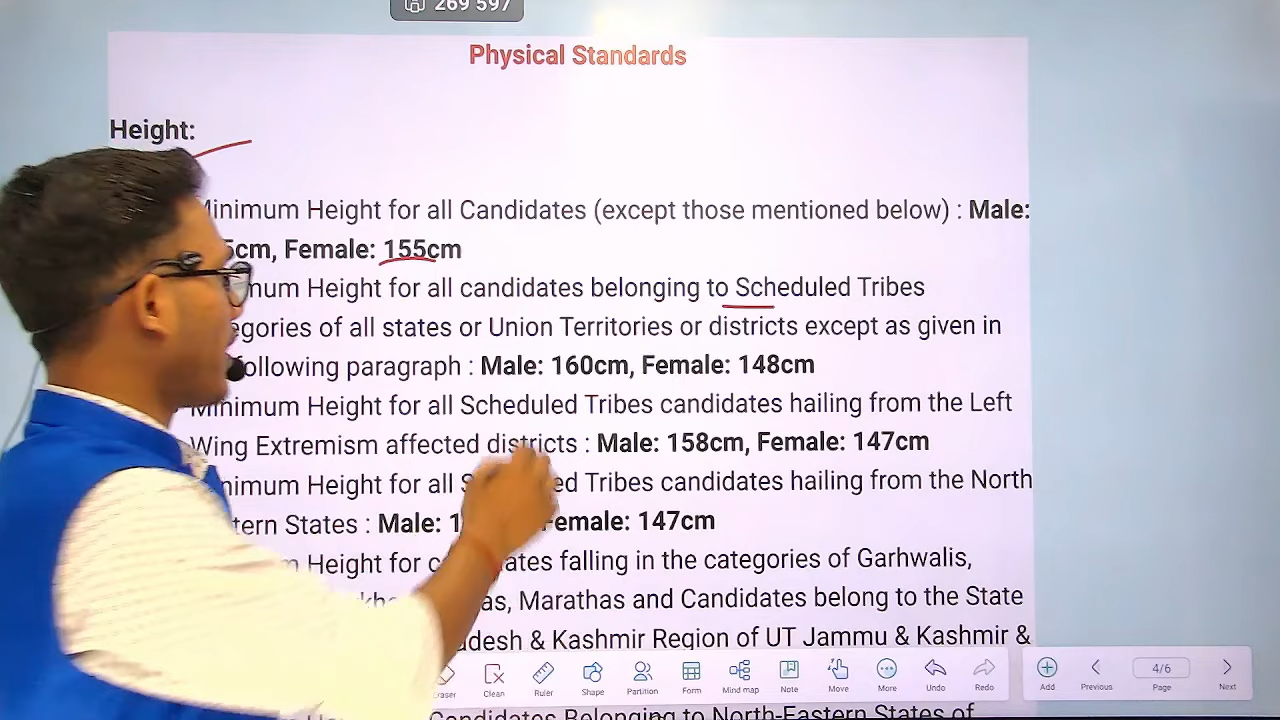 269 597
Physical Standards
Height:
Minimum Height for all Candidates (except those mentioned below) : Male:
5cm, Female: 155cm
mum Height for all candidates belonging to Scheduled Tribes
egories of all states or Union Territories or districts except as given in
ollowing paragraph : Male: 160cm, Female: 148cm
Minimum Height for all Scheduled Tribes candidates hailing from the Left
Wing Extremism affected districts : Male: 158cm, Female: 147cm
nimum Height for all S ed Tribes candidates hailing from the North
tern States : Male: 1 Female: 147cm
Height for c ates falling in the categories of Garhwalis,
as, Marathas and Candidates belong to the State
adesh & Kashmir Region of UT Jammu & Kashmir &
Eraser Clean Ruler Shape Partition Form Mind map Note Move More Undo Redo Add Previous 4/6 Page Next
Candidates Belonging to North-Eastern States of